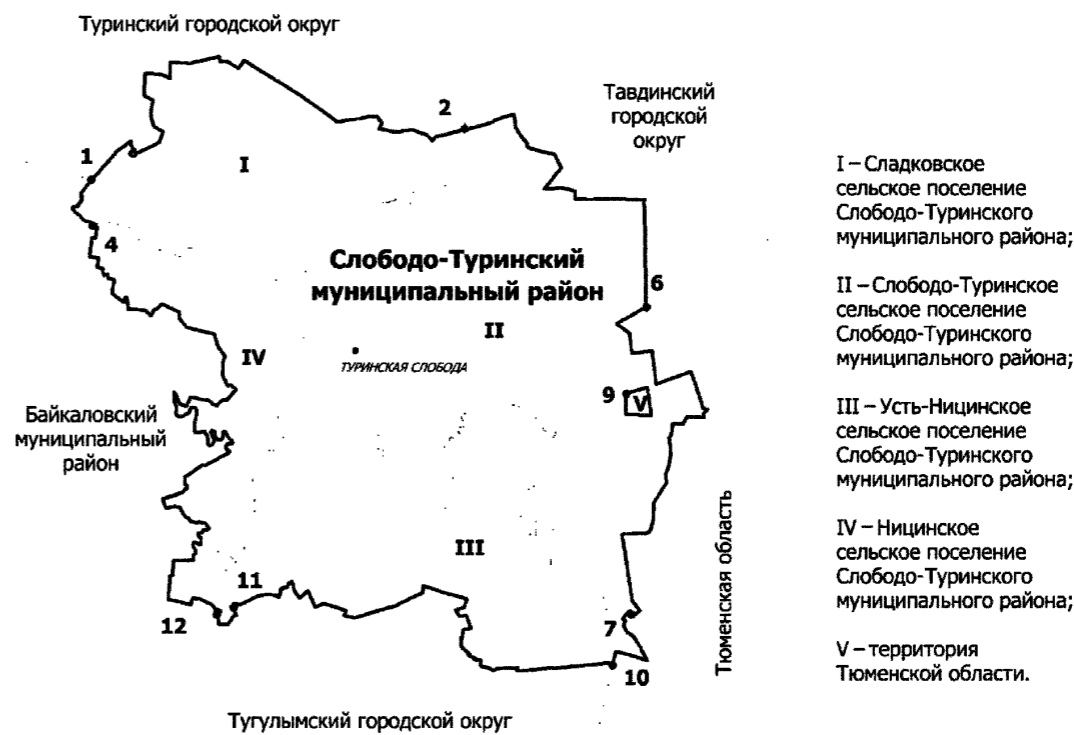 Туринский городской округ
Тавдинский
городской
округ
1
2
I
4
Слободо-Туринский
муниципальный район
6
II
IV
ТУРИНСКАЯ СЛОБОДА
9
V
Байкаловский
муниципальный
район
III
Тюменская область
11
12
7
10
Тугулымский городской округ
I – Сладковское
сельское поселение
Слободо-Туринского
муниципального района;
II – Слободо-Туринское
сельское поселение
Слободо-Туринского
муниципального района;
III – Усть-Ницинское
сельское поселение
Слободо-Туринского
муниципального района;
IV – Ницинское
сельское поселение
Слободо-Туринского
муниципального района;
V – территория
Тюменской области.